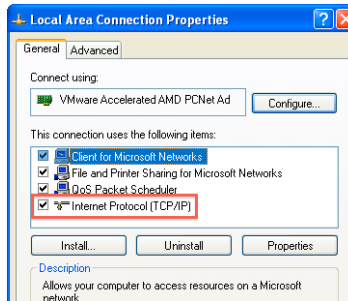 Local Area Connection Properties
General
Advanced
Connect using:
VMware Accelerated AMD PCNet Ad
Configure...
This connection uses the following items:
Client for Microsoft Networks
File and Printer Sharing for Microsoft Networks
QoS Packet Scheduler
Internet Protocol (TCP/IP)
Install...
Uninstall
Properties
Description
Allows your computer to access resources on a Microsoft
network.